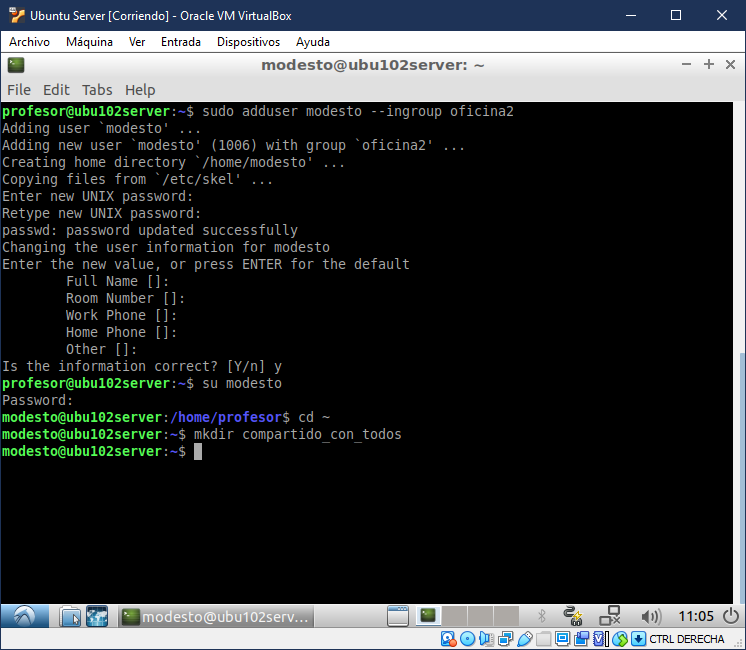 Ubuntu Server [Corriendo] - Oracle VM VirtualBox
Archivo Máquina Ver Entrada Dispositivos Ayuda
modesto@ubu102server: ~
File Edit Tabs Help
profesor@ubu102server:~$ sudo adduser modesto --ingroup oficina2
Adding user `modesto' ...
Adding new user `modesto' (1006) with group `oficina2' ...
Creating home directory `/home/modesto' ...
Copying files from `/etc/skel' ...
Enter new UNIX password:
Retype new UNIX password:
passwd: password updated successfully
Changing the user information for modesto
Enter the new value, or press ENTER for the default
Full Name []:
Room Number []:
Work Phone []:
Home Phone []:
Other []:
Is the information correct? [Y/n] y
profesor@ubu102server:~$ su modesto
Password:
modesto@ubu102server:/home/profesor$ cd ~
modesto@ubu102server:~$ mkdir compartido_con_todos
modesto@ubu102server:~$
modesto@ubu102serv... 11:05
CTRL DERECHA